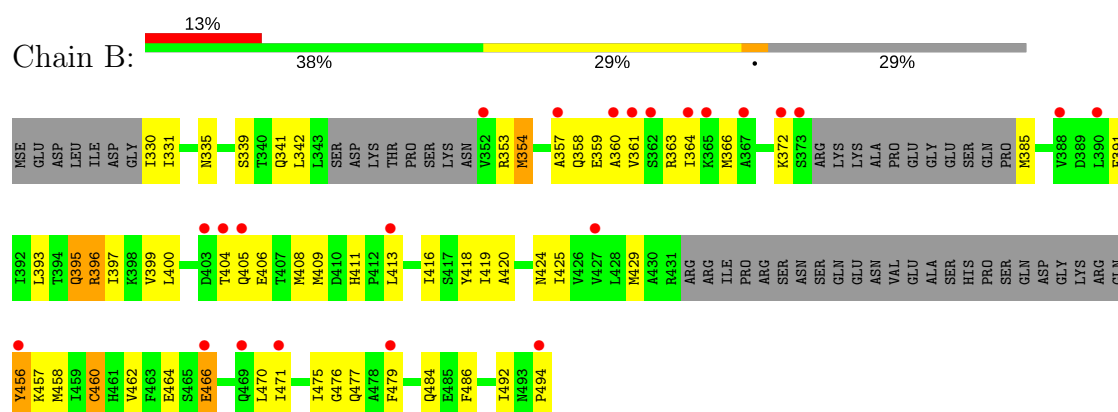 13%
Chain B:
38% 29% • 29%
MSE GLU ASP LEU ILE ASP GLY I330 I331 N335 S339 T340 Q341 L342 L343 SER ASP LYS THR PRO SER LYS ASN V352 R353 M354 A357 Q358 E359 A360 V361 S362 R363 I364 K365 M366 A367 K372 S373 ARG LYS LYS ALA PRO GLY GLU SER GLN PRO M385 V388 D389 L390 E391
I392 L393 T394 Q395 R396 I397 K398 V399 L400 D403 T404 Q405 E406 T407 M408 M409 D410 H411 P412 L413 I416 S417 Y418 I419 A420 N424 I425 V426 V427 L428 M429 A430 R431 ARG ARG ILE PRO ARG SER ASN SER GLN GLU ASN VAL GLU ALA SER HIS PRO SER GLN ASP GLY LYS ARG GLN
Y456 K457 M458 I459 C460 H461 V462 F463 E464 S465 E466 Q469 L470 I471 I475 G476 Q477 A478 F479 Q484 E485 F486 I492 N493 P494